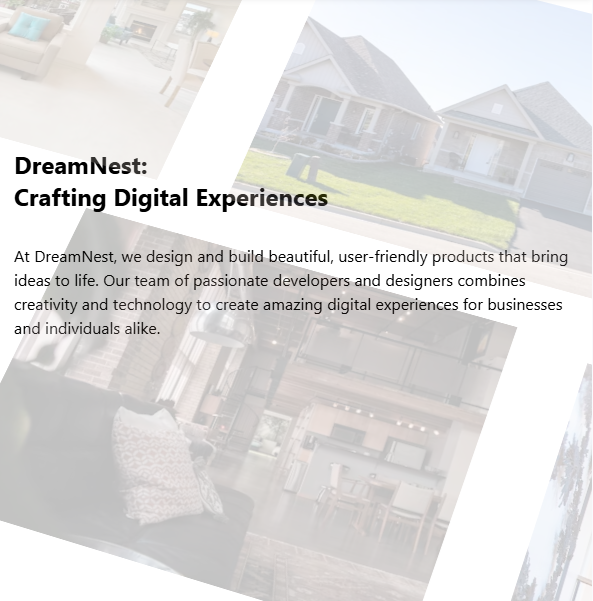 DreamNest:
Crafting Digital Experiences
At DreamNest, we design and build beautiful, user-friendly products that bring
ideas to life. Our team of passionate developers and designers combines
creativity and technology to create amazing digital experiences for businesses
and individuals alike.